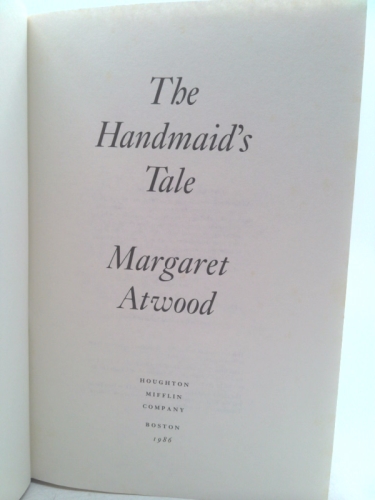 The
Handmaid's
Tale
Margaret
Atwood
HOUGHTON
MIFFLIN
COMPANY
BOSTON
1986